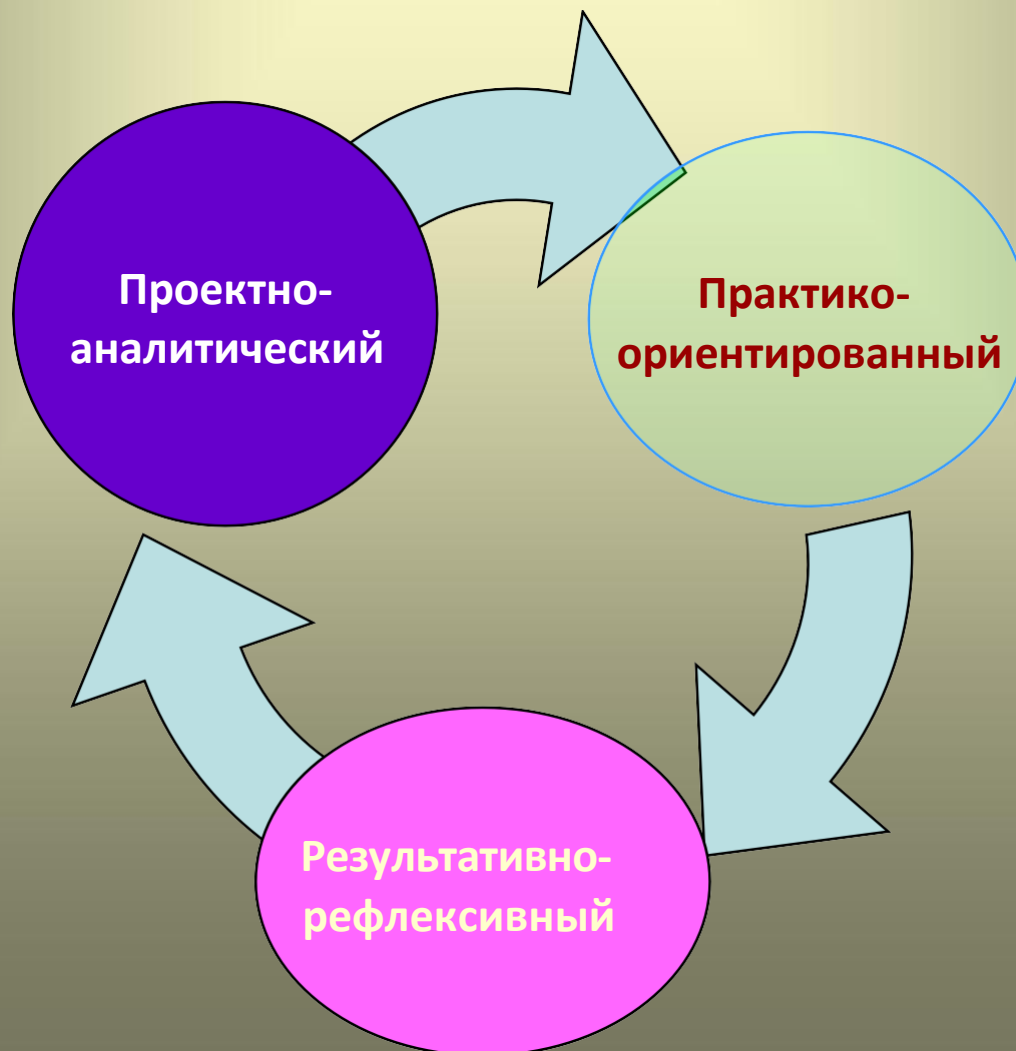 Проектно-
аналитический
Практико-
ориентированный
Результативно-
рефлексивный